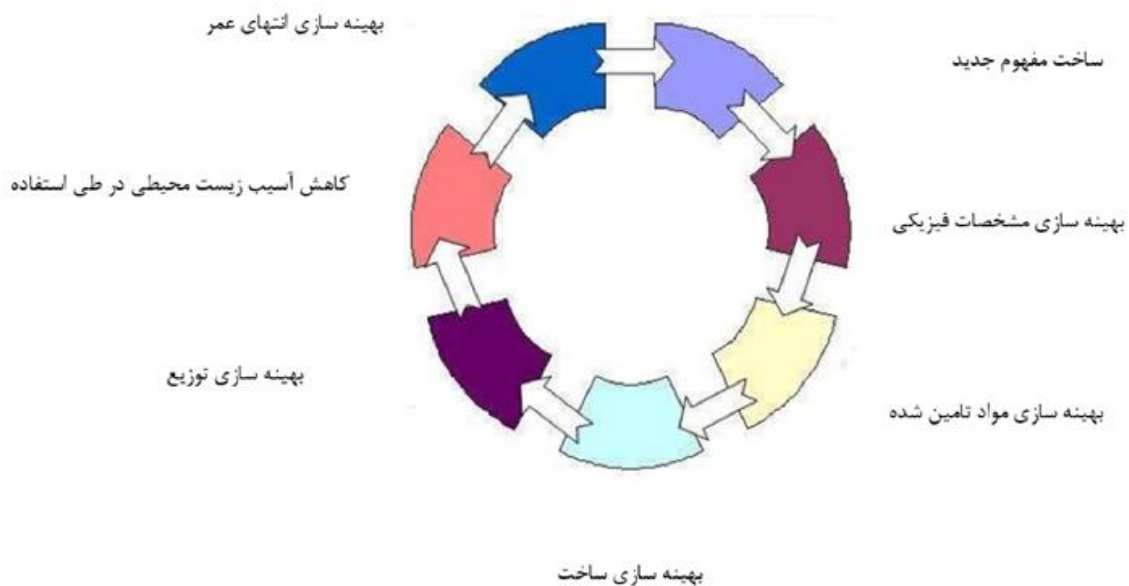 بهینه سازی انتهای عمر
ساخت مفهوم جدید
کاهش آسیب زیست محیطی در طی استفاده
بهینه سازی مشخصات فیزیکی
بهینه سازی توزیع
بهینه سازی مواد تامین شده
بهینه سازی ساخت